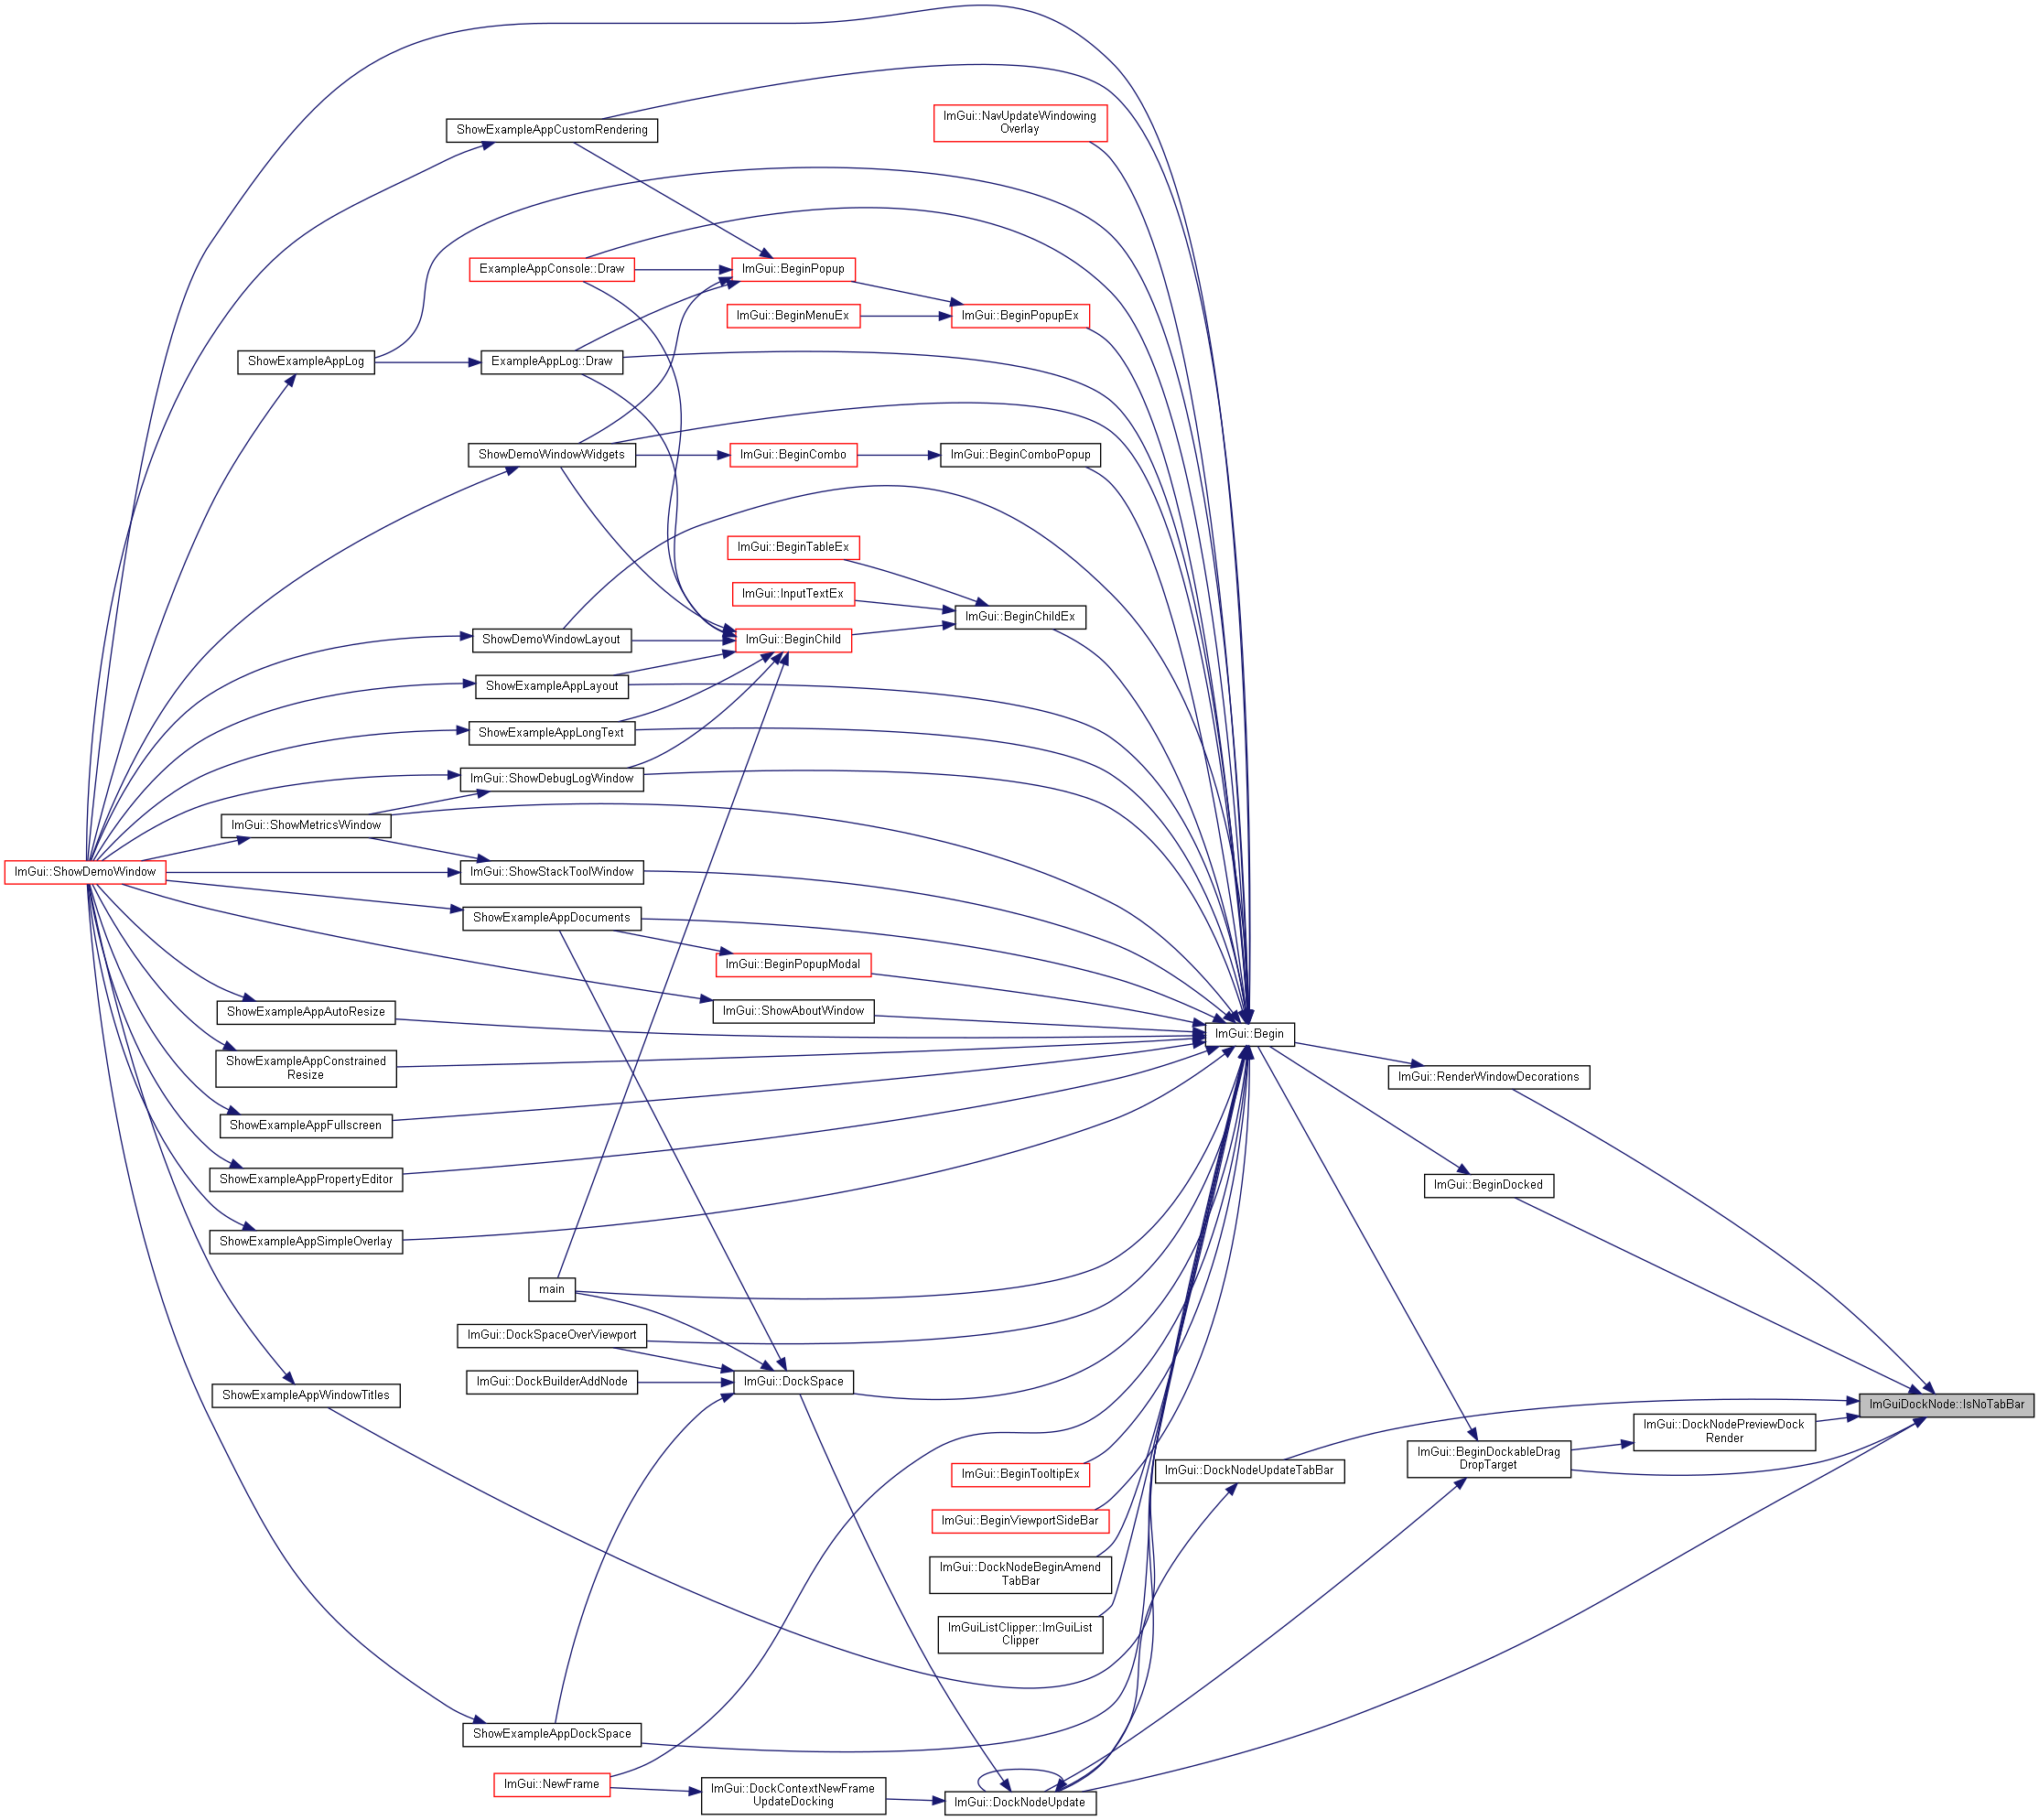 ImGui::NavUpdateWindowing
Overlay
ShowExampleAppCustomRendering
ExampleAppConsole::Draw
ImGui::BeginPopup
ImGui::BeginMenuEx
ImGui::BeginPopupEx
ShowExampleAppLog
ExampleAppLog::Draw
ShowDemoWindowWidgets
ImGui::BeginCombo
ImGui::BeginComboPopup
ImGui::BeginTableEx
ImGui::InputTextEx
ImGui::BeginChildEx
ShowDemoWindowLayout
ImGui::BeginChild
ShowExampleAppLayout
ShowExampleAppLongText
ImGui::ShowDebugLogWindow
ImGui::ShowMetricsWindow
ImGui::ShowDemoWindow
ImGui::ShowStackToolWindow
ShowExampleAppDocuments
ImGui::BeginPopupModal
ShowExampleAppAutoResize
ImGui::ShowAboutWindow
ImGui::Begin
ShowExampleAppConstrained
Resize
ImGui::RenderWindowDecorations
ShowExampleAppFullscreen
ShowExampleAppPropertyEditor
ImGui::BeginDocked
ShowExampleAppSimpleOverlay
main
ImGui::DockSpaceOverViewport
ImGui::DockBuilderAddNode
ImGui::DockSpace
ShowExampleAppWindowTitles
ImGuiDockNode::IsNoTabBar
ImGui::DockNodePreviewDock
Render
ImGui::BeginDockableDrag
DropTarget
ImGui::BeginTooltipEx
ImGui::DockNodeUpdateTabBar
ImGui::BeginViewportSideBar
ImGui::DockNodeBeginAmend
TabBar
ImGuiListClipper::ImGuiList
Clipper
ShowExampleAppDockSpace
ImGui::NewFrame
ImGui::DockContextNewFrame
UpdateDocking
ImGui::DockNodeUpdate